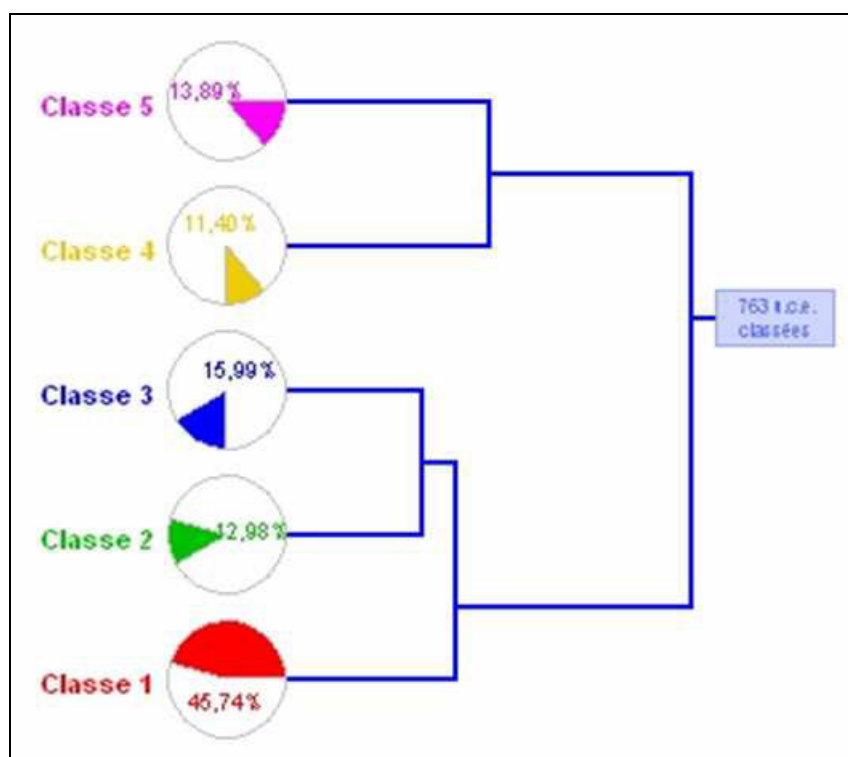 Classe 5
13,89%
Classe 4
11,40%
Classe 3
15,99%
Classe 2
12,98%
Classe 1
45,74%
763 u.c.e.
classées